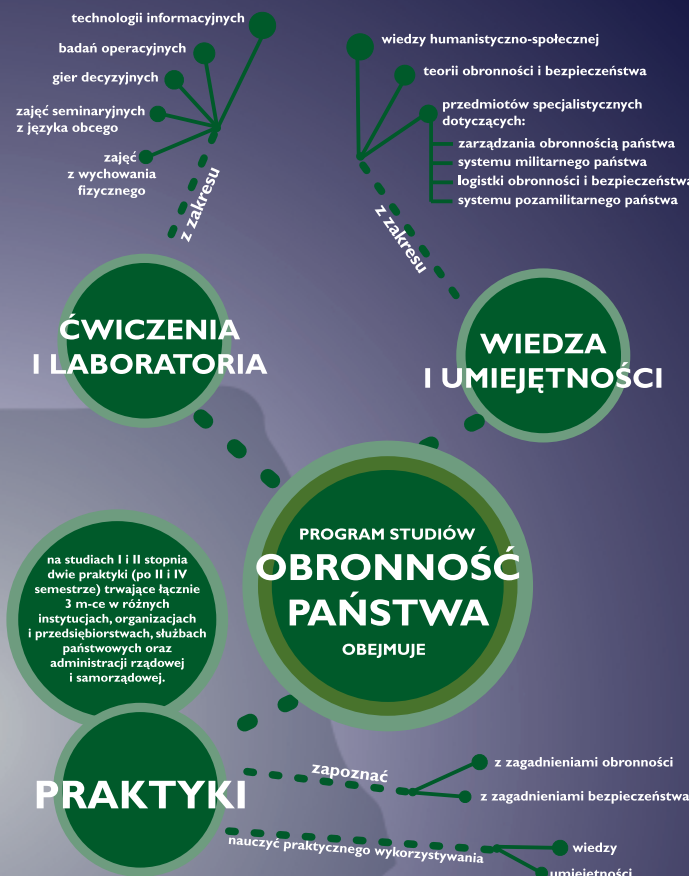 technologii informacyjnych
badań operacyjnych
gier decyzyjnych
zajęć seminaryjnych
z języka obcego
zajęć
z wychowania
fizycznego
z zakresu
wiedzy humanistyczno-społecznej
teorii obronności i bezpieczeństwa
przedmiotów specjalistycznych
dotyczących:
zarządzania obronnością państwa
systemu militarnego państwa
logistki obronności i bezpieczeństwa
systemu pozamilitarnego państwa
z zakresu
ĆWICZENIA
I LABORATORIA
WIEDZA
I UMIEJĘTNOŚCI
PROGRAM STUDIÓW
OBRONNOŚĆ
PAŃSTWA
OBEJMUJE
na studiach I i II stopnia
dwie praktyki (po II i IV
semestrze) trwające łącznie
3 m-ce w różnych
instytucjach, organizacjach
i przedsiębiorstwach, służbach
państwowych oraz
administracji rządowej
i samorządowej.
PRAKTYKI
zapoznać
z zagadnieniami obronności
z zagadnieniami bezpieczeństwa
nauczyć praktycznego wykorzystywania
wiedzy
umiejętności